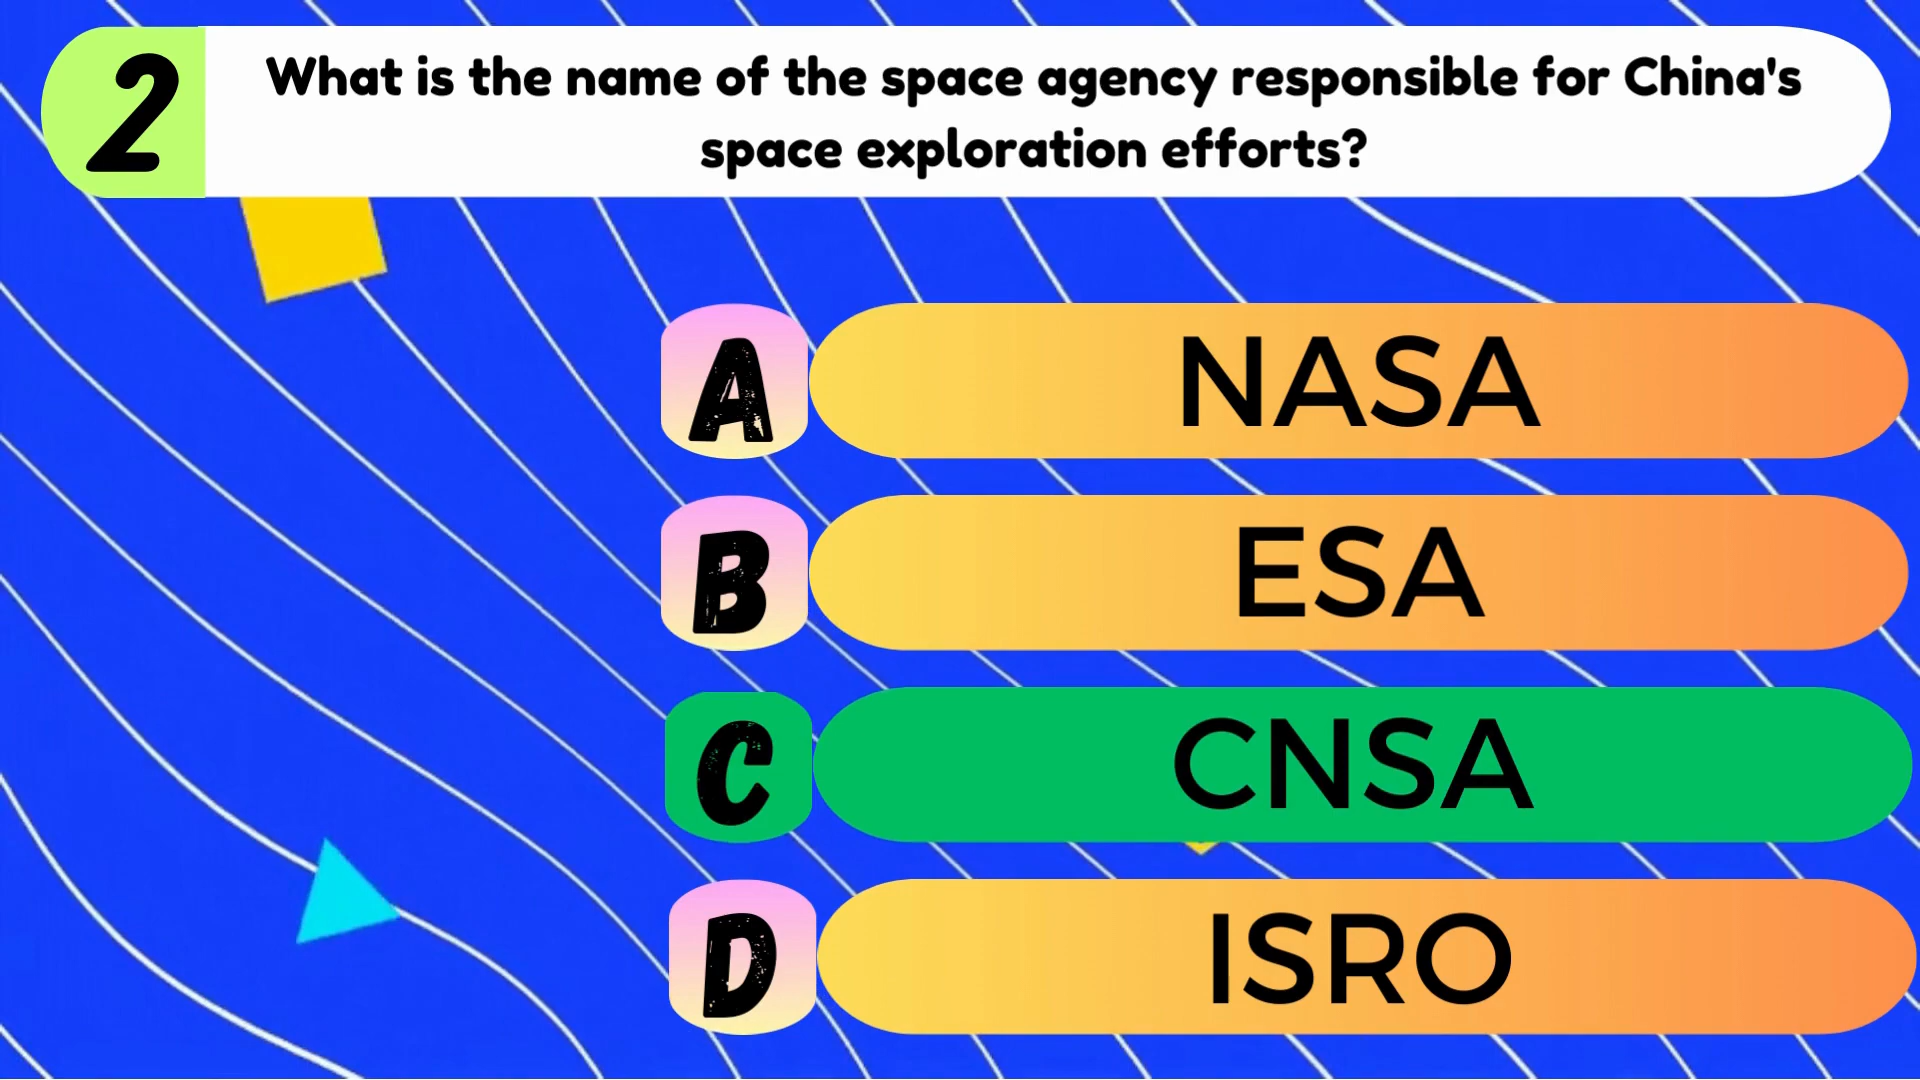 2
What is the name of the space agency responsible for China's
space exploration efforts?
A NASA
B ESA
C CNSA
D ISRO